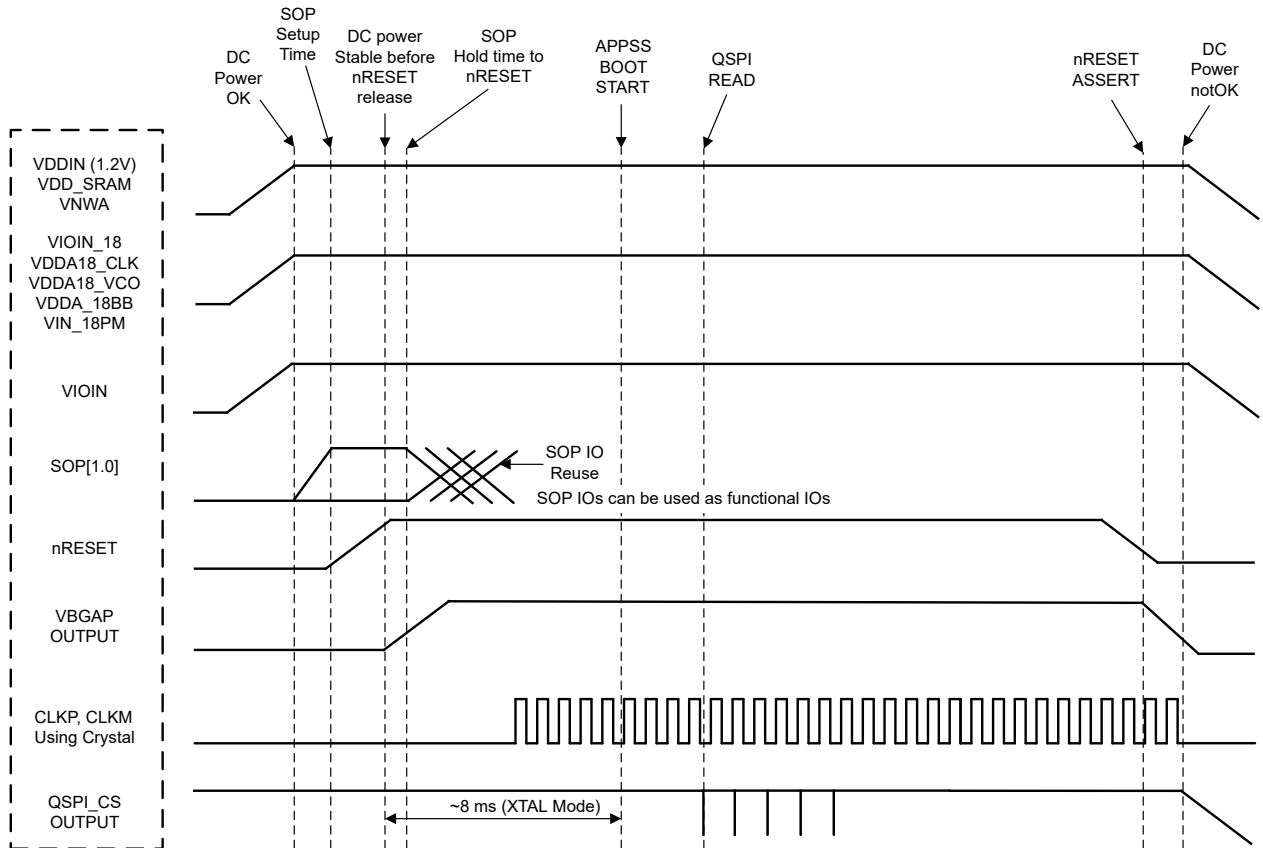 DC
Power
OK
SOP
Setup
Time
DC power
Stable before
nRESET
release
SOP
Hold time to
nRESET
APPSS
BOOT
START
QSPI
READ
nRESET
ASSERT
DC
Power
notOK
VDDIN (1.2V)
VDD_SRAM
VNWA
VIOIN_18
VDDA18_CLK
VDDA18_VCO
VDDA_18BB
VIN_18PM
VIOIN
SOP[1.0]
SOP IO
Reuse
SOP IOs can be used as functional IOs
nRESET
VBGAP
OUTPUT
CLKP, CLKM
Using Crystal
QSPI_CS
OUTPUT
~8 ms (XTAL Mode)